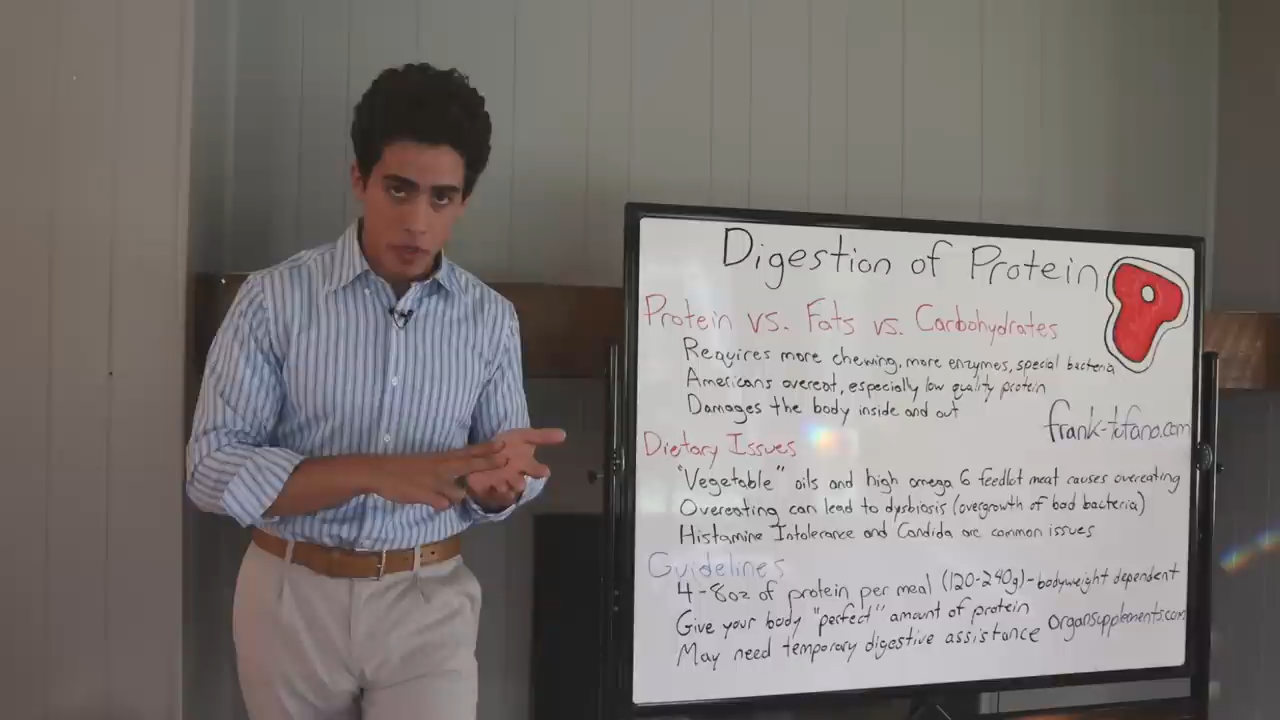 Digestion of Protein
Protein vs. Fats vs. Carbohydrates
Requires more chewing, more enzymes, special bacteria
Americans overeat, especially low quality protein
Damages the body inside and out
frank-tufano.com
Dietary Issues
"Vegetable" oils and high omega 6 feedlot meat causes overeating
Overeating can lead to dysbiosis (overgrowth of bad bacteria)
Histamine Intolerance and Candida are common issues
Guidelines
4-8oz of protein per meal (120-240g)-bodyweight dependent
Give your body "perfect" amount of protein
May need temporary digestive assistance
organsupplements.com